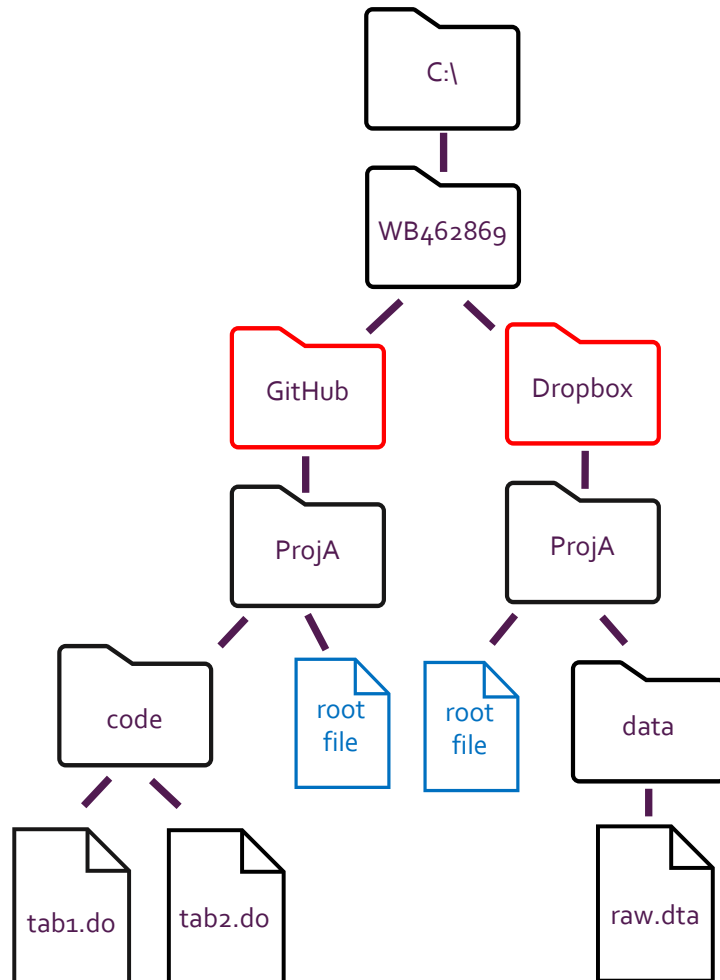 C:\
WB462869
GitHub
Dropbox
ProjA
ProjA
code
root
file
root
file
data
tab1.do
tab2.do
raw.dta